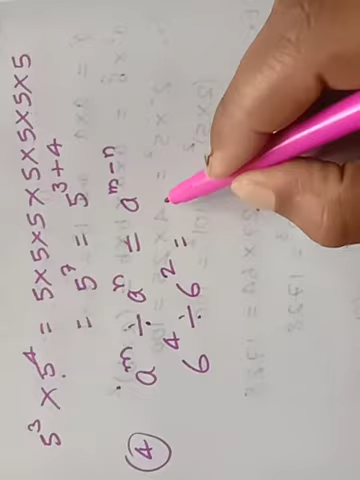 5³ × 5⁴ = 5×5×5×5×5×5×5
= 5⁷ = 5³⁺⁴
④ aᵐ ÷ aⁿ = aᵐ⁻ⁿ
6⁴ ÷ 6² =